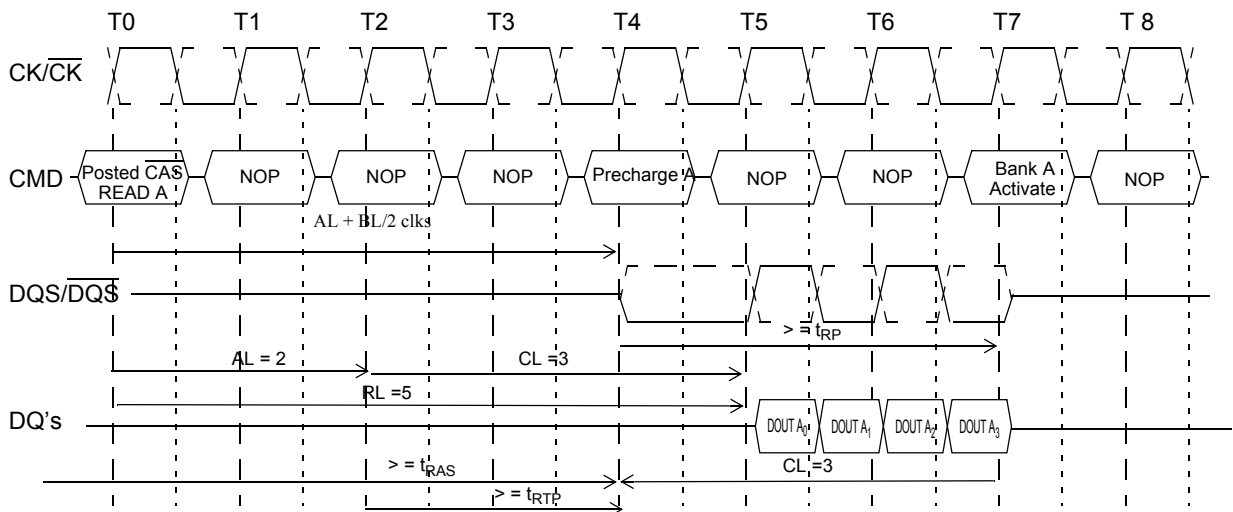 T0 T1 T2 T3 T4 T5 T6 T7 T 8
CK/CK
CMD
Posted CAS
READ A
NOP
NOP
NOP
Precharge A
NOP
NOP
Bank A
Activate
NOP
AL + BL/2 clks
DQS/DQS
> = tRP
AL = 2
CL =3
RL =5
DQ's
DOUT A0
DOUT A1
DOUT A2
DOUT A3
> = tRAS
CL =3
> = tRTP